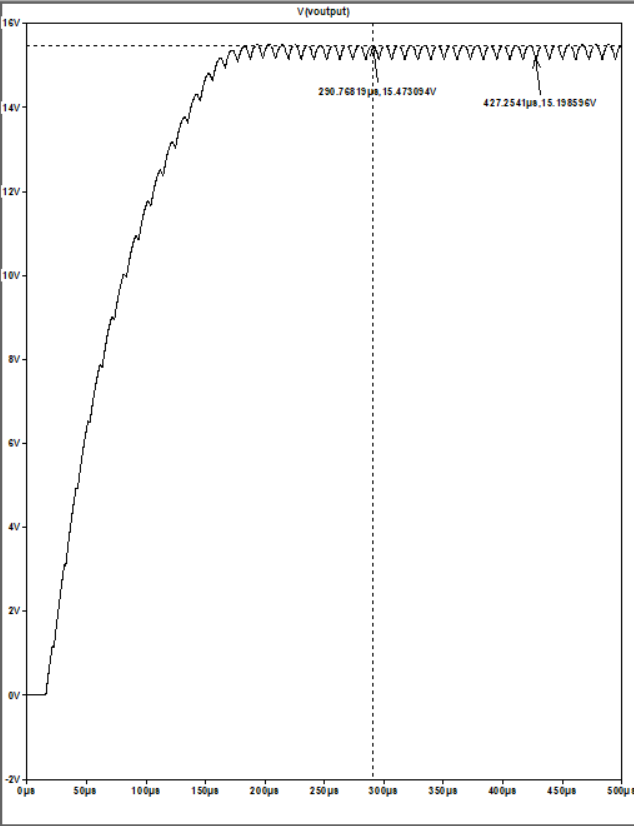 V(voutput)
16V
14V
12V
10V
8V
6V
4V
2V
0V
-2V
290.76819µs,15.473094V
427.2541µs,15.198596V
0µs
50µs
100µs
150µs
200µs
250µs
300µs
350µs
400µs
450µs
500µs